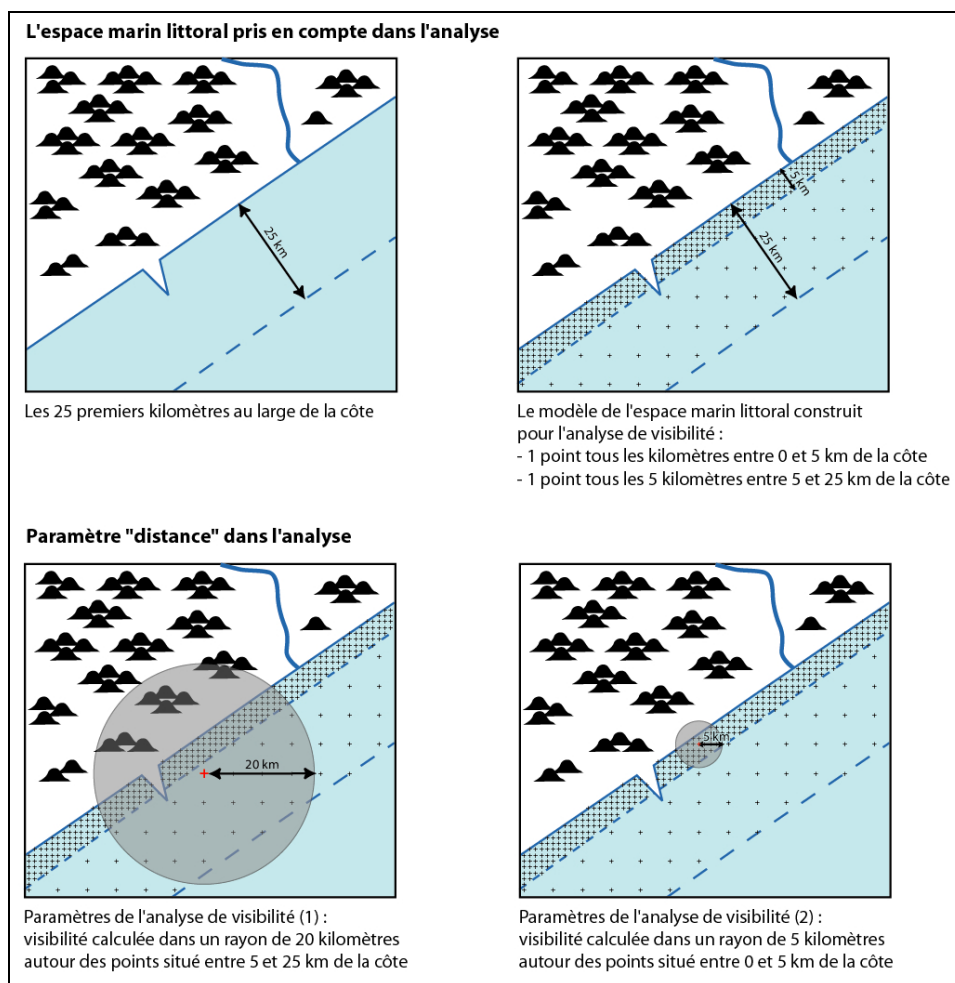 L'espace marin littoral pris en compte dans l'analyse
25 km
5 km
25 km
Les 25 premiers kilomètres au large de la côte
Le modèle de l'espace marin littoral construit
pour l'analyse de visibilité :
- 1 point tous les kilomètres entre 0 et 5 km de la côte
- 1 point tous les 5 kilomètres entre 5 et 25 km de la côte
Paramètre "distance" dans l'analyse
20 km
5 km
Paramètres de l'analyse de visibilité (1) :
visibilité calculée dans un rayon de 20 kilomètres
autour des points situé entre 5 et 25 km de la côte
Paramètres de l'analyse de visibilité (2) :
visibilité calculée dans un rayon de 5 kilomètres
autour des points situé entre 0 et 5 km de la côte